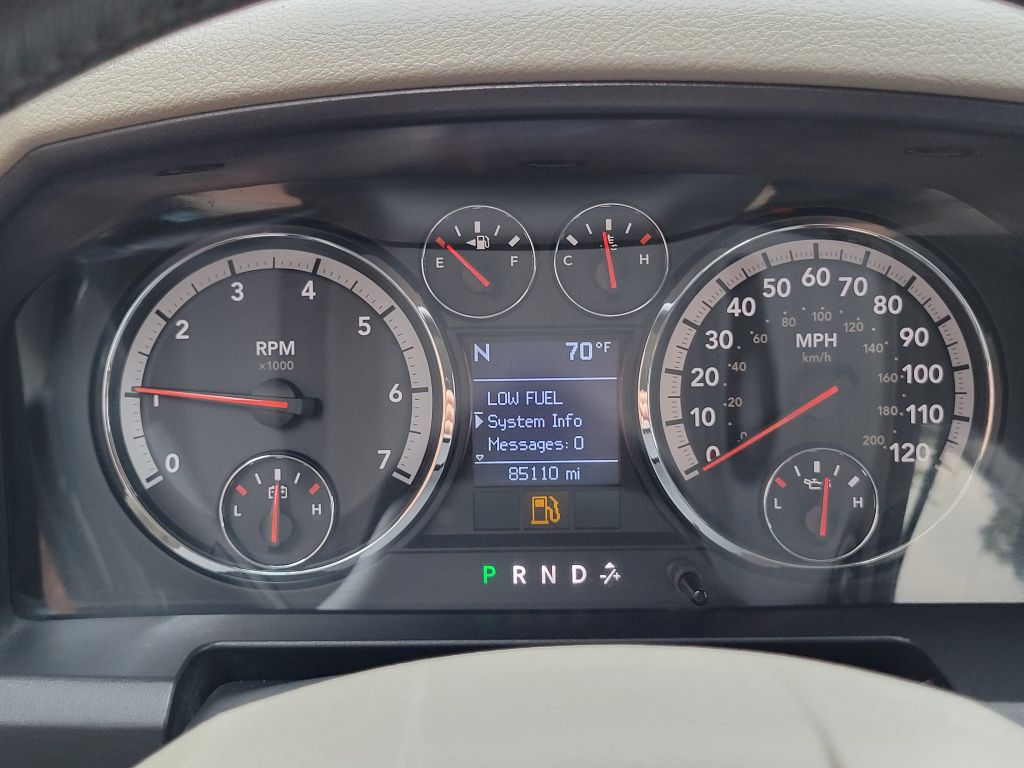 E F
C H
RPM
×1000
0
1
2
3
4
5
6
7
L H
N 70°F
LOW FUEL
System Info
Messages: 0
85110 mi
P R N D
MPH
km/h
0
10
20
30
40
50
60
70
80
90
100
110
120
0
20
40
60
80
100
120
140
160
180
200
L H